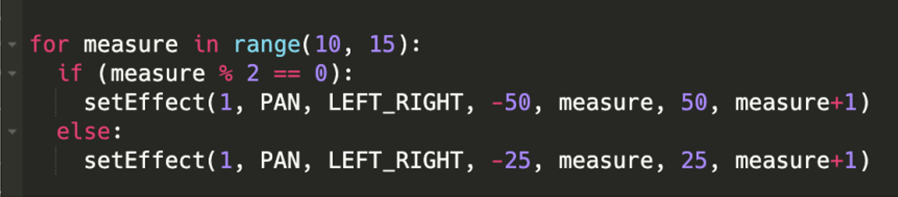 for measure in range(10, 15):
  if (measure % 2 == 0):
    setEffect(1, PAN, LEFT_RIGHT, -50, measure, 50, measure+1)
  else:
    setEffect(1, PAN, LEFT_RIGHT, -25, measure, 25, measure+1)